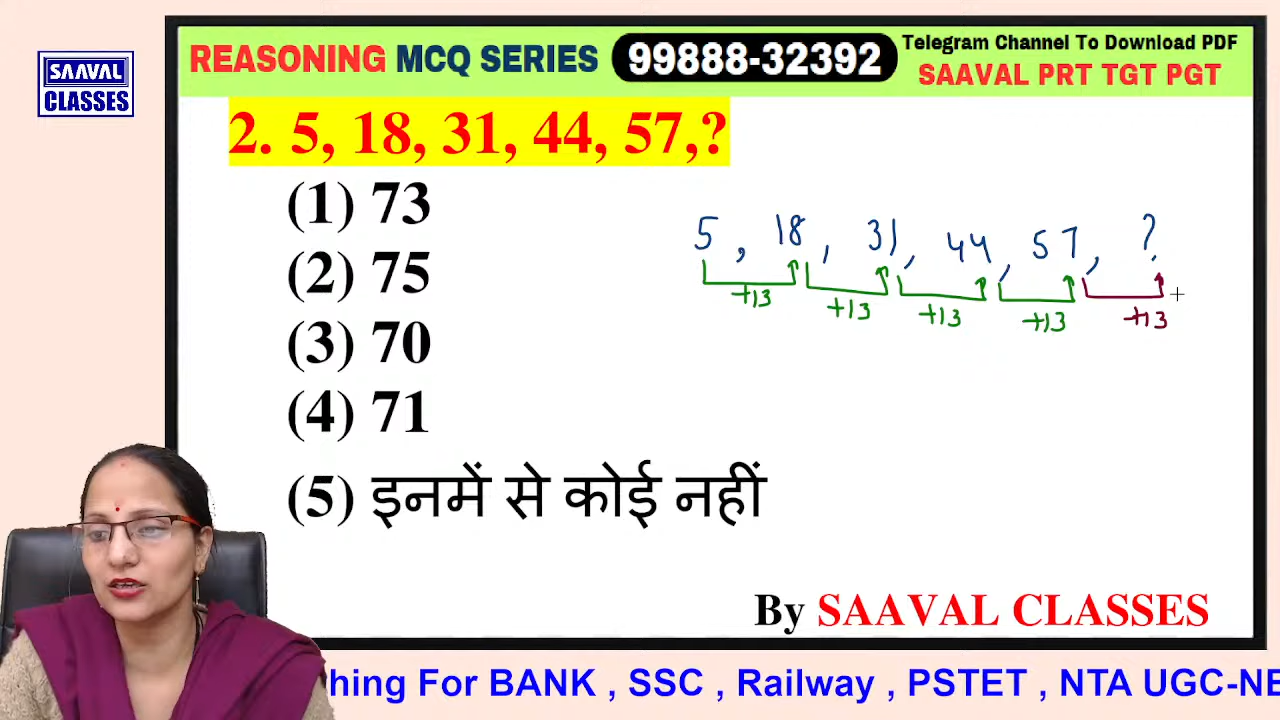 SAAVAL
CLASSES
REASONING MCQ SERIES
99888-32392
Telegram Channel To Download PDF
SAAVAL PRT TGT PGT
2. 5, 18, 31, 44, 57,?
(1) 73
(2) 75
(3) 70
(4) 71
(5) इनमें से कोई नहीं
5, 18, 31, 44, 57, ?
+13 +13 +13 +13 +13
By SAAVAL CLASSES
hing For BANK , SSC , Railway , PSTET , NTA UGC-NE